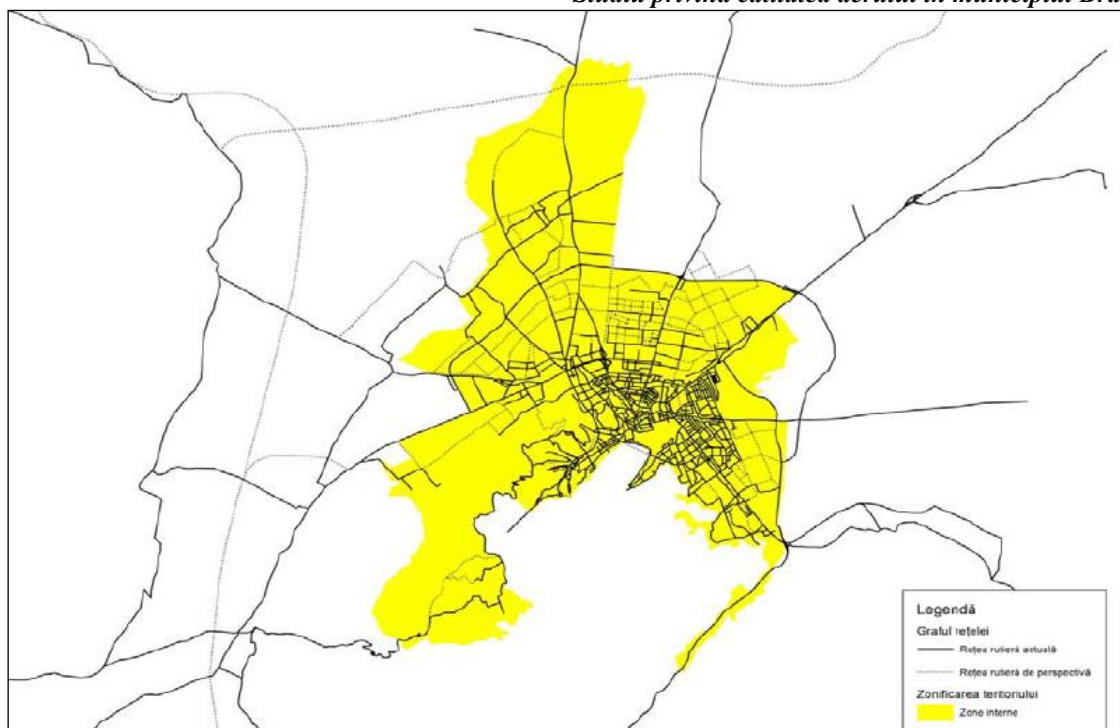 Studiu privind calitatea aerului în municipiul
Legendă
Graful rețelei
Rețea rutieră actuală
Rețea rutieră de perspectivă
Zonificarea teritoriului
Zone interne